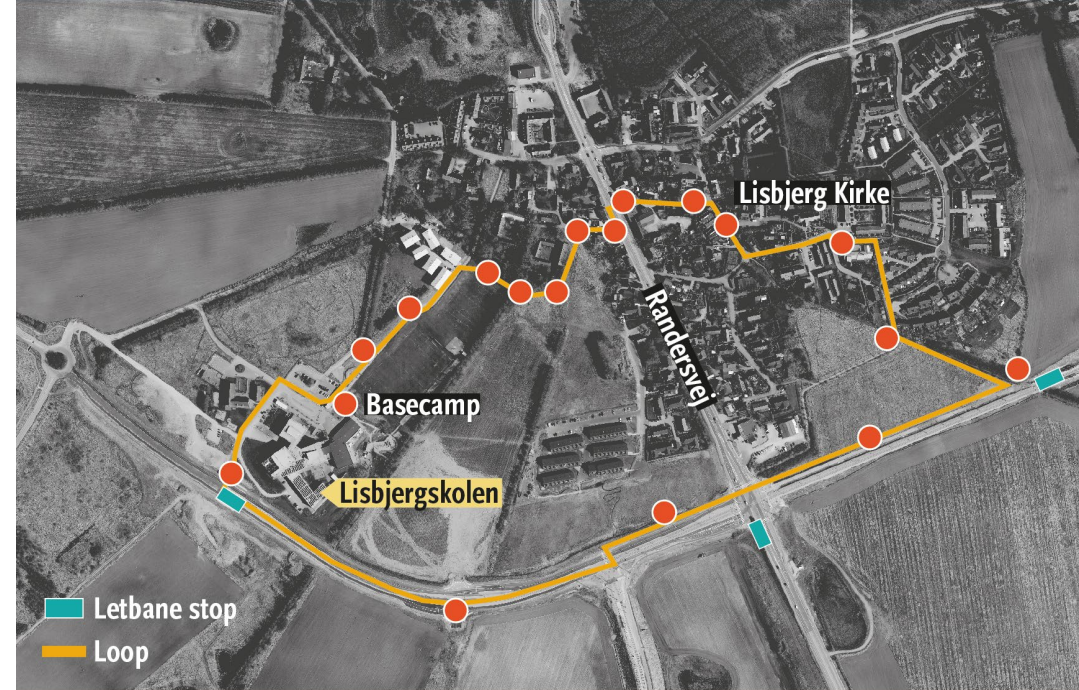 Lisbjerg Kirke
Randersvej
Basecamp
Lisbjergskolen
Letbane stop
Loop